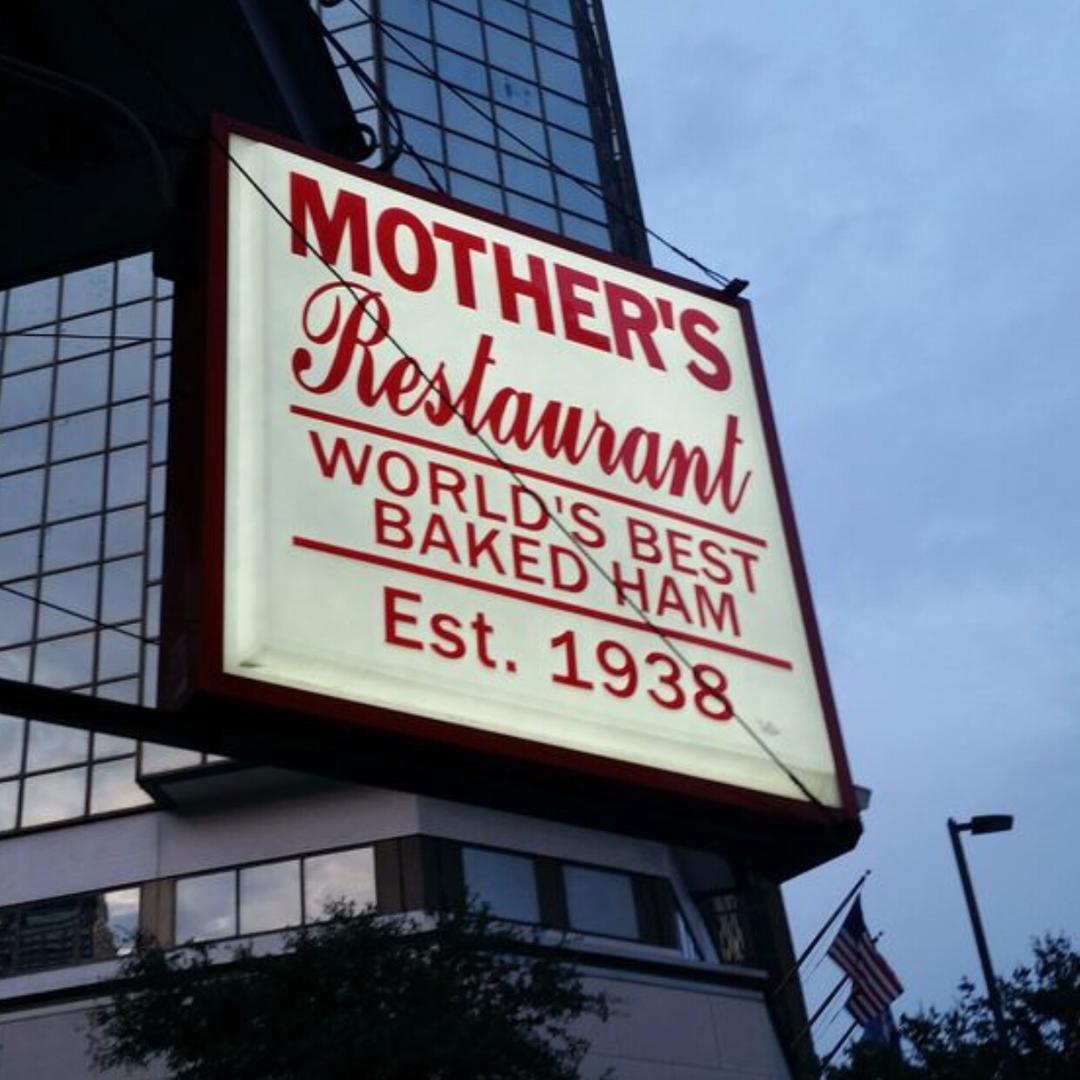 MOTHER'S
Restaurant
WORLD'S BEST
BAKED HAM
Est. 1938